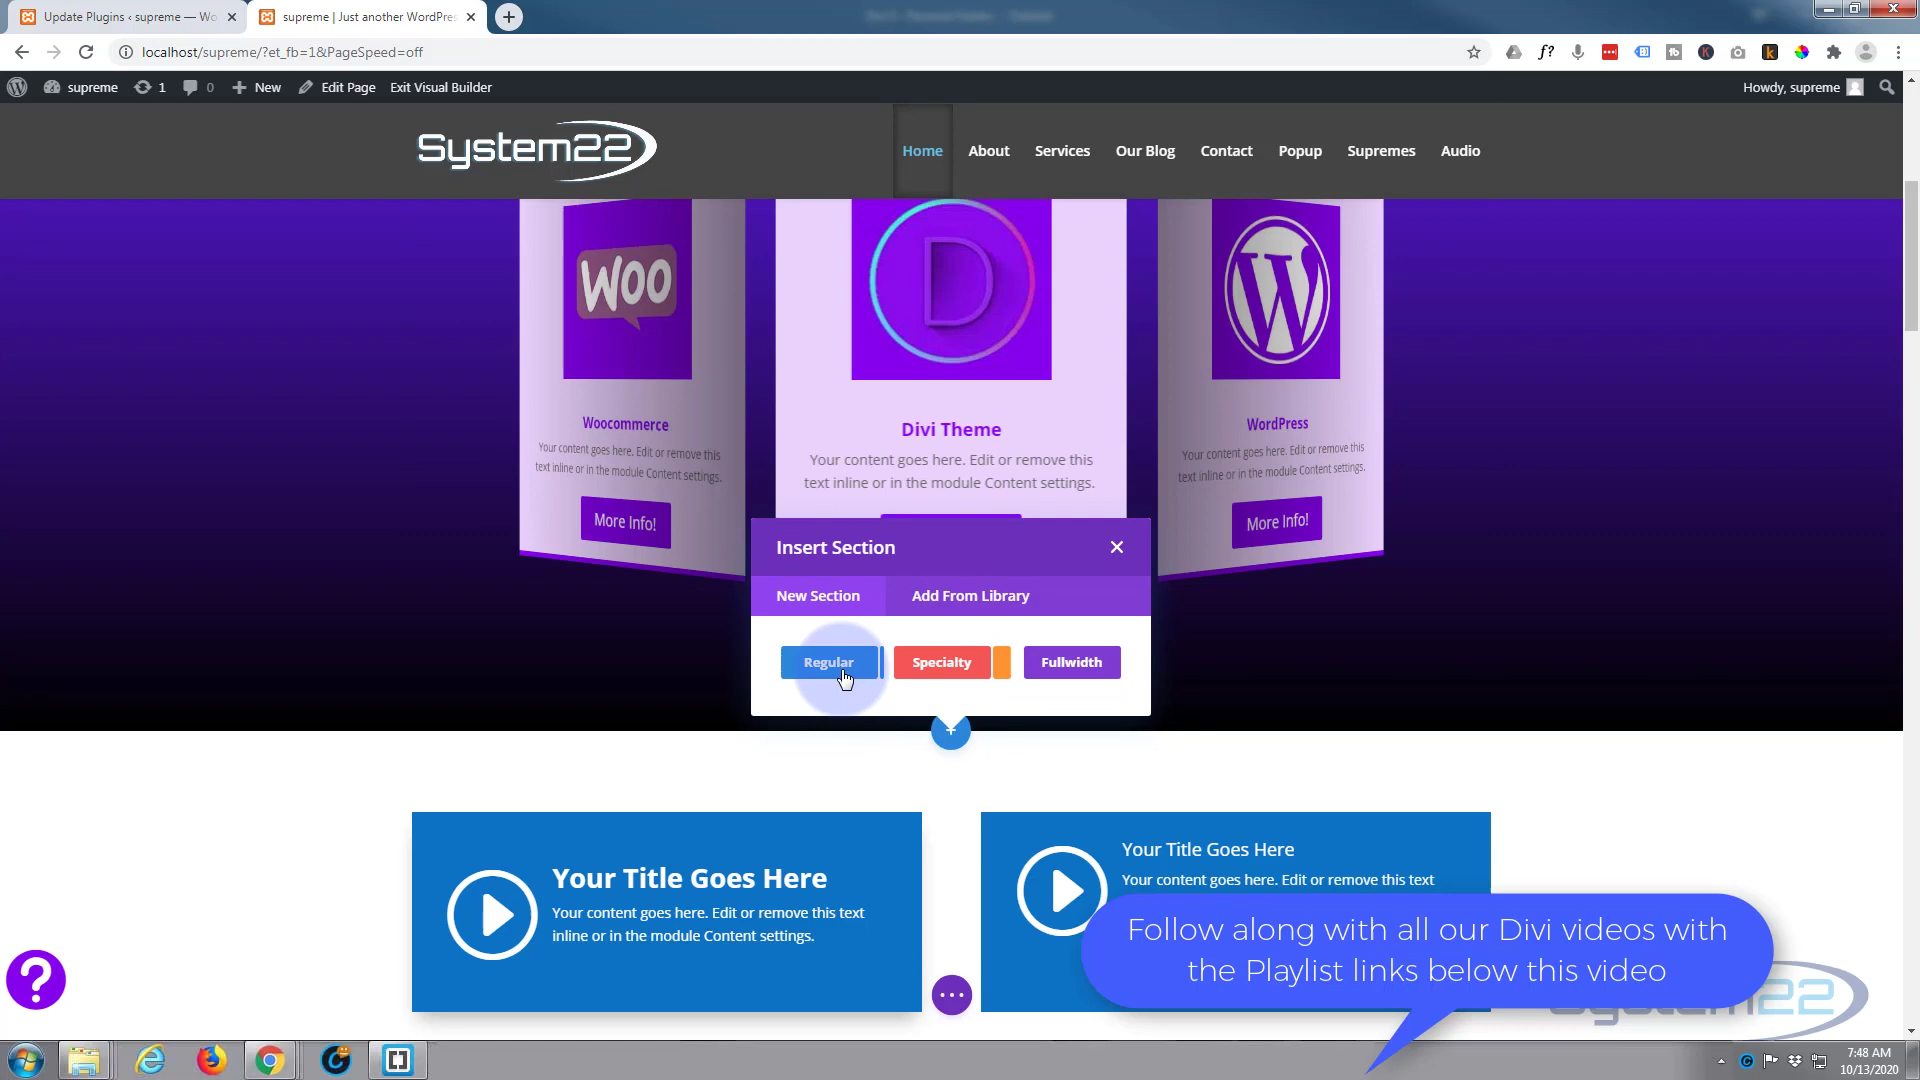 Update Plugins ‹ supreme — Wo
supreme | Just another WordPres
localhost/supreme/?et_fb=1&PageSpeed=off
supreme
1
0
New
Edit Page
Exit Visual Builder
Howdy, supreme
System22
Home
About
Services
Our Blog
Contact
Popup
Supremes
Audio
WOO
D
W
Woocommerce
Your content goes here. Edit or remove this
text inline or in the module Content settings.
More Info!
Divi Theme
Your content goes here. Edit or remove this
text inline or in the module Content settings.
WordPress
Your content goes here. Edit or remove this
text inline or in the module Content settings.
More Info!
Insert Section
New Section
Add From Library
Regular
Specialty
Fullwidth
Your Title Goes Here
Your content goes here. Edit or remove this text
inline or in the module Content settings.
Your Title Goes Here
Your content goes here. Edit or remove this text
Follow along with all our Divi videos with
the Playlist links below this video
7:48 AM
10/13/2020